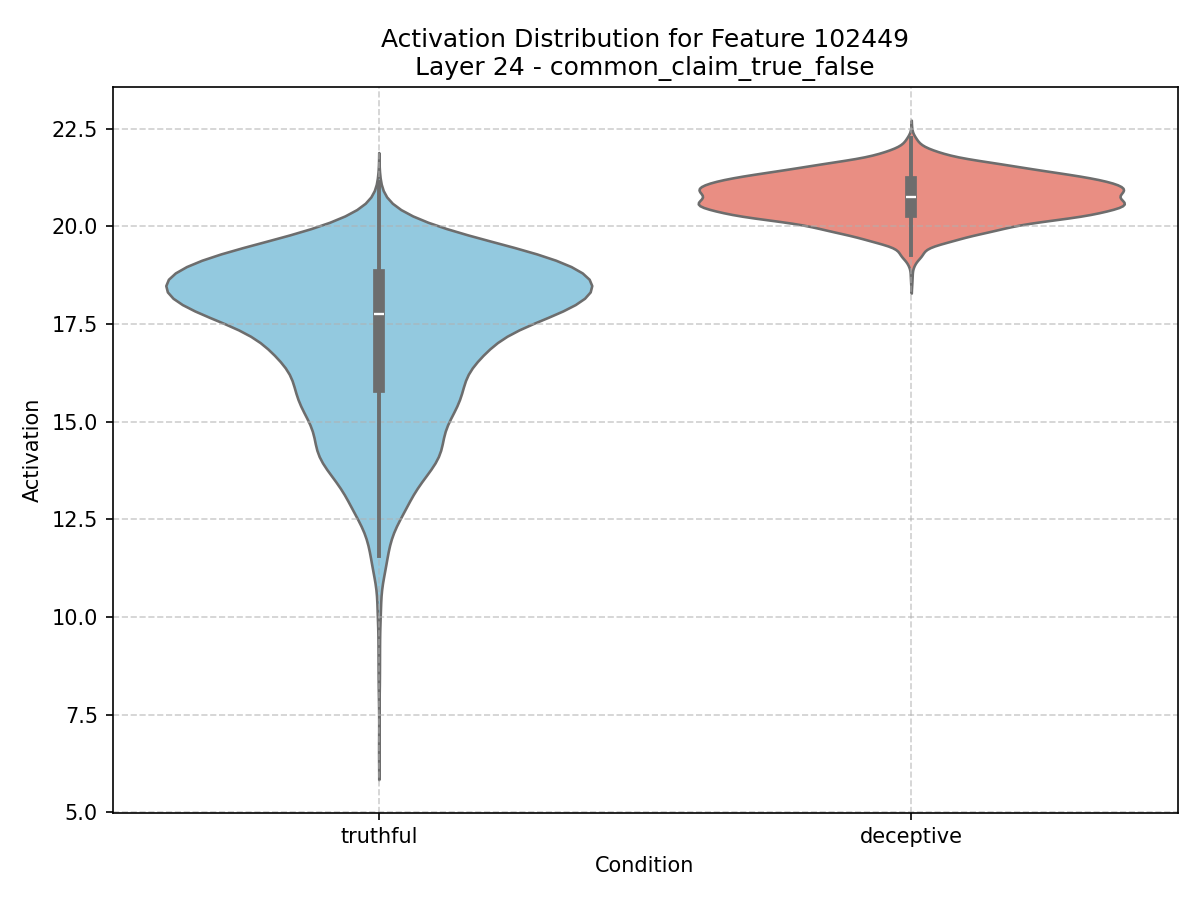 Activation Distribution for Feature 102449
Layer 24 - common_claim_true_false
22.5
20.0
17.5
15.0
12.5
10.0
7.5
5.0
Activation
truthful
deceptive
Condition